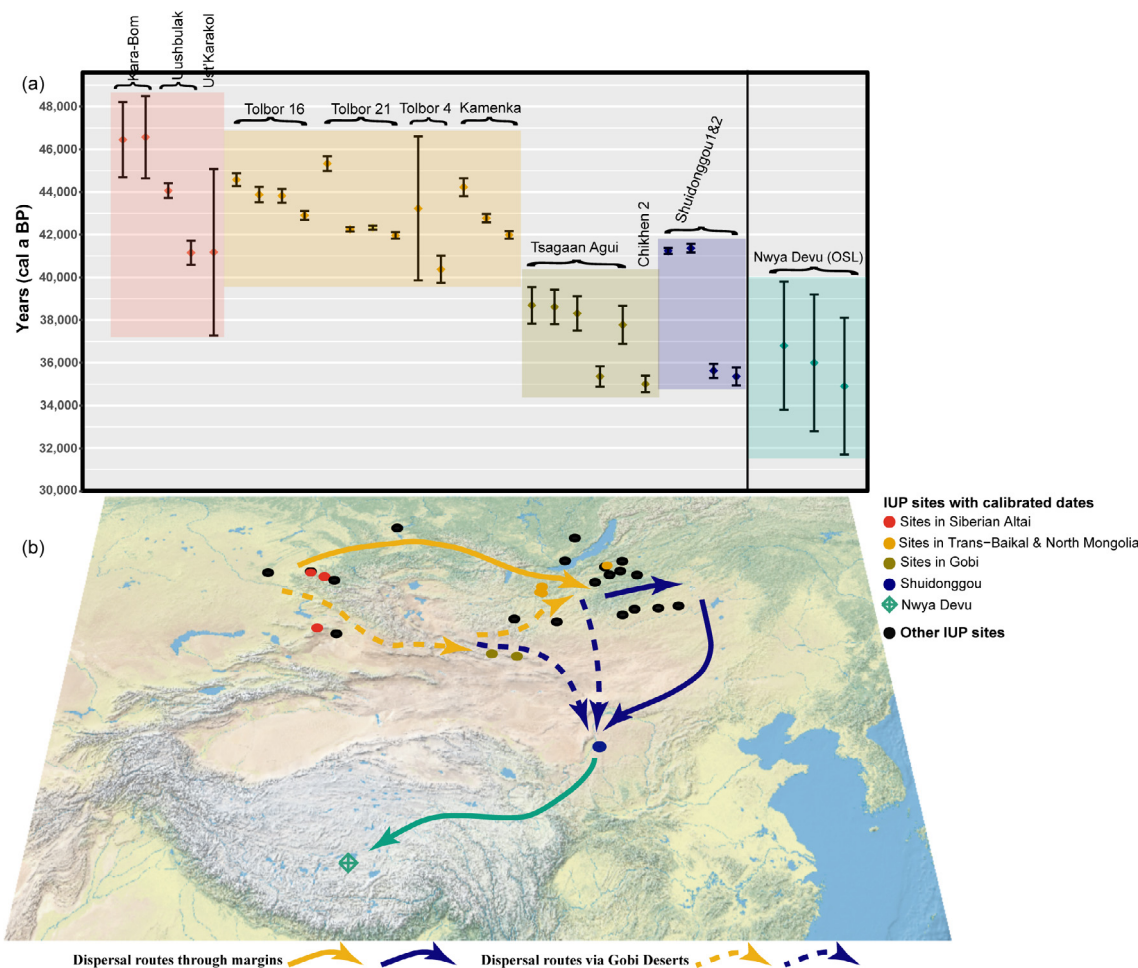 (a)
Kara-Bom
Uushbulak
Ust'Karakol
Tolbor 16
Tolbor 21
Tolbor 4
Kamenka
Tsagaan Agui
Chikhen 2
Shuidonggou1&2
Nwya Devu (OSL)
Years (cal a BP)
48,000
46,000
44,000
42,000
40,000
38,000
36,000
34,000
32,000
30,000
(b)
IUP sites with calibrated dates
Sites in Siberian Altai
Sites in Trans−Baikal & North Mongolia
Sites in Gobi
Shuidonggou
Nwya Devu
Other IUP sites
Dispersal routes through margins
Dispersal routes via Gobi Deserts